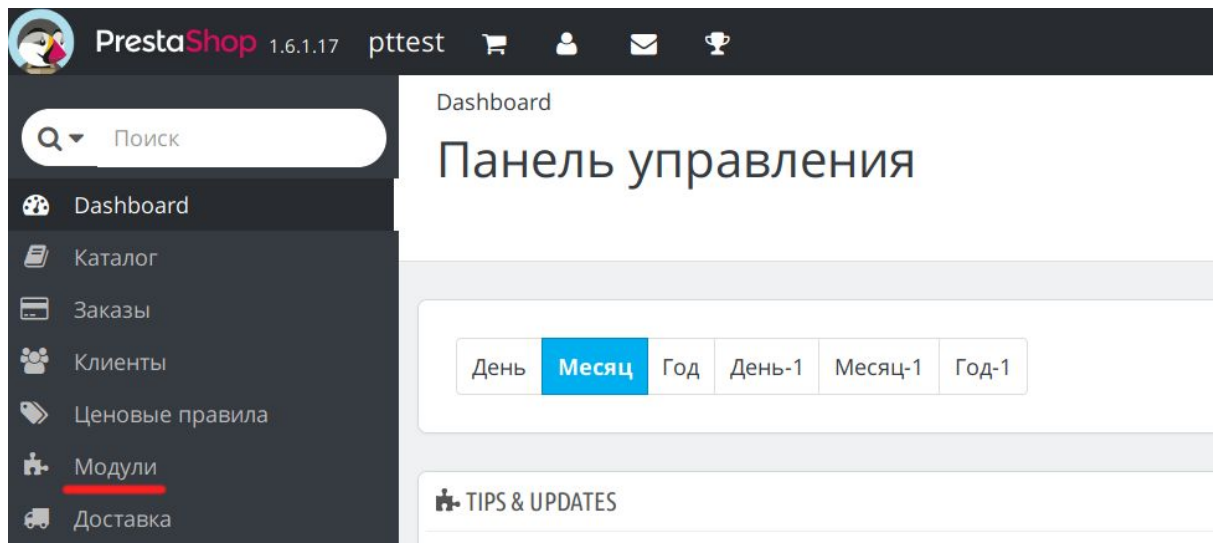 PrestaShop 1.6.1.17 pttest
Поиск
Dashboard
Каталог
Заказы
Клиенты
Ценовые правила
Модули
Доставка
Dashboard
Панель управления
День Месяц Год День-1 Месяц-1 Год-1
TIPS & UPDATES